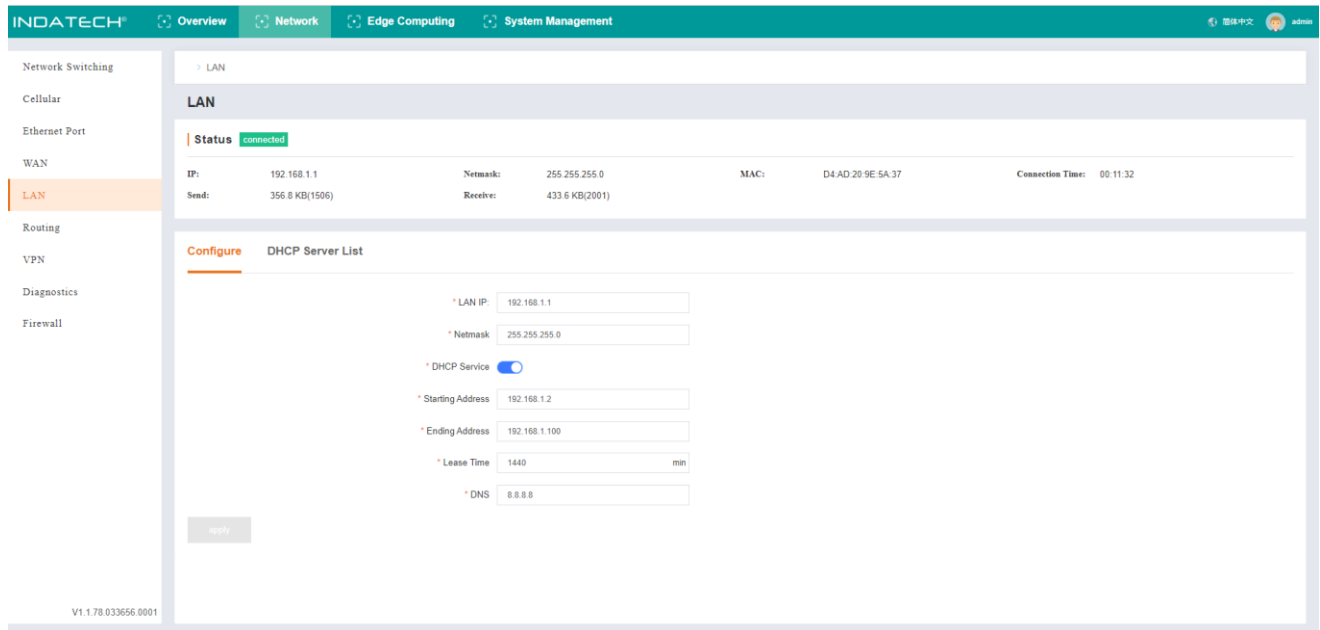 INDATECH® Overview Network Edge Computing System Management 简体中文 admin
Network Switching
Cellular
Ethernet Port
WAN
LAN
Routing
VPN
Diagnostics
Firewall
V1.1.78.033656.0001
> LAN
LAN
Status connected
IP: 192.168.1.1 Netmask: 255.255.255.0 MAC: D4:AD:20:9E:5A:37 Connection Time: 00:11:32
Send: 356.8 KB(1506) Receive: 433.6 KB(2001)
Configure DHCP Server List
* LAN IP: 192.168.1.1
* Netmask 255.255.255.0
* DHCP Service
* Starting Address 192.168.1.2
* Ending Address 192.168.1.100
* Lease Time 1440 min
* DNS 8.8.8.8
apply